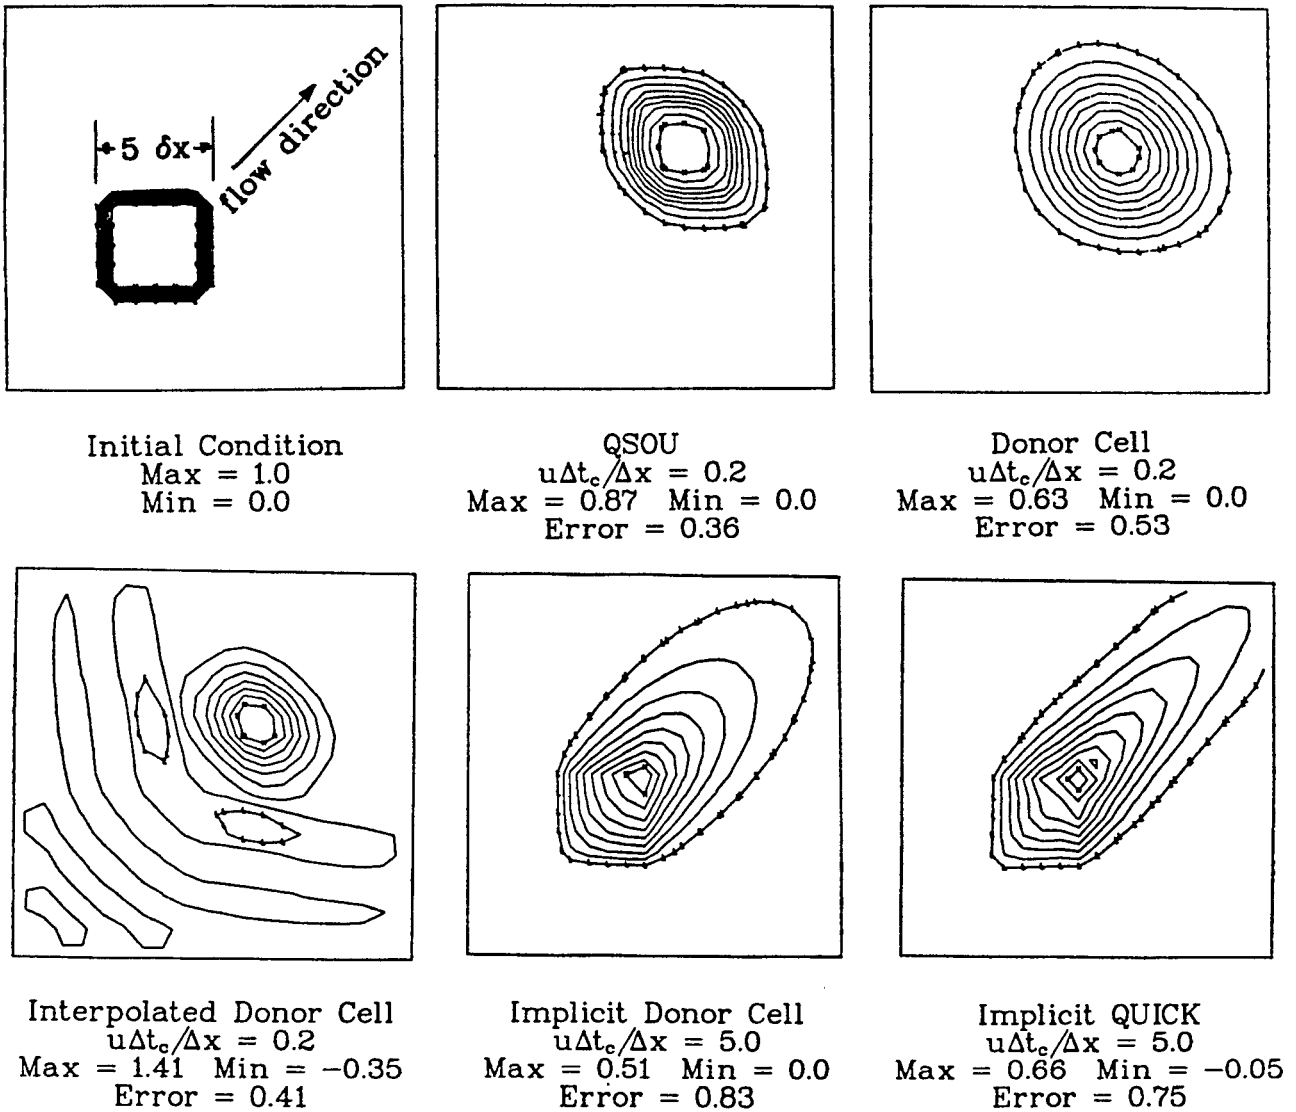 5 δx
flow direction
Initial Condition
Max = 1.0
Min = 0.0
QSOU
uΔt_c/Δx = 0.2
Max = 0.87 Min = 0.0
Error = 0.36
Donor Cell
uΔt_c/Δx = 0.2
Max = 0.63 Min = 0.0
Error = 0.53
Interpolated Donor Cell
uΔt_c/Δx = 0.2
Max = 1.41 Min = −0.35
Error = 0.41
Implicit Donor Cell
uΔt_c/Δx = 5.0
Max = 0.51 Min = 0.0
Error = 0.83
Implicit QUICK
uΔt_c/Δx = 5.0
Max = 0.66 Min = −0.05
Error = 0.75